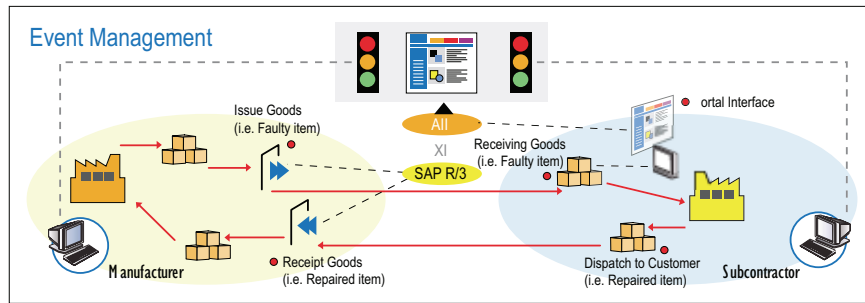 Event Management
Issue Goods
(i.e. Faulty item)
AII
XI
SAP R/3
ortal Interface
Receiving Goods
(i.e. Faulty item)
Manufacturer
Receipt Goods
(i.e. Repaired item)
Dispatch to Customer
(i.e. Repaired item)
Subcontractor